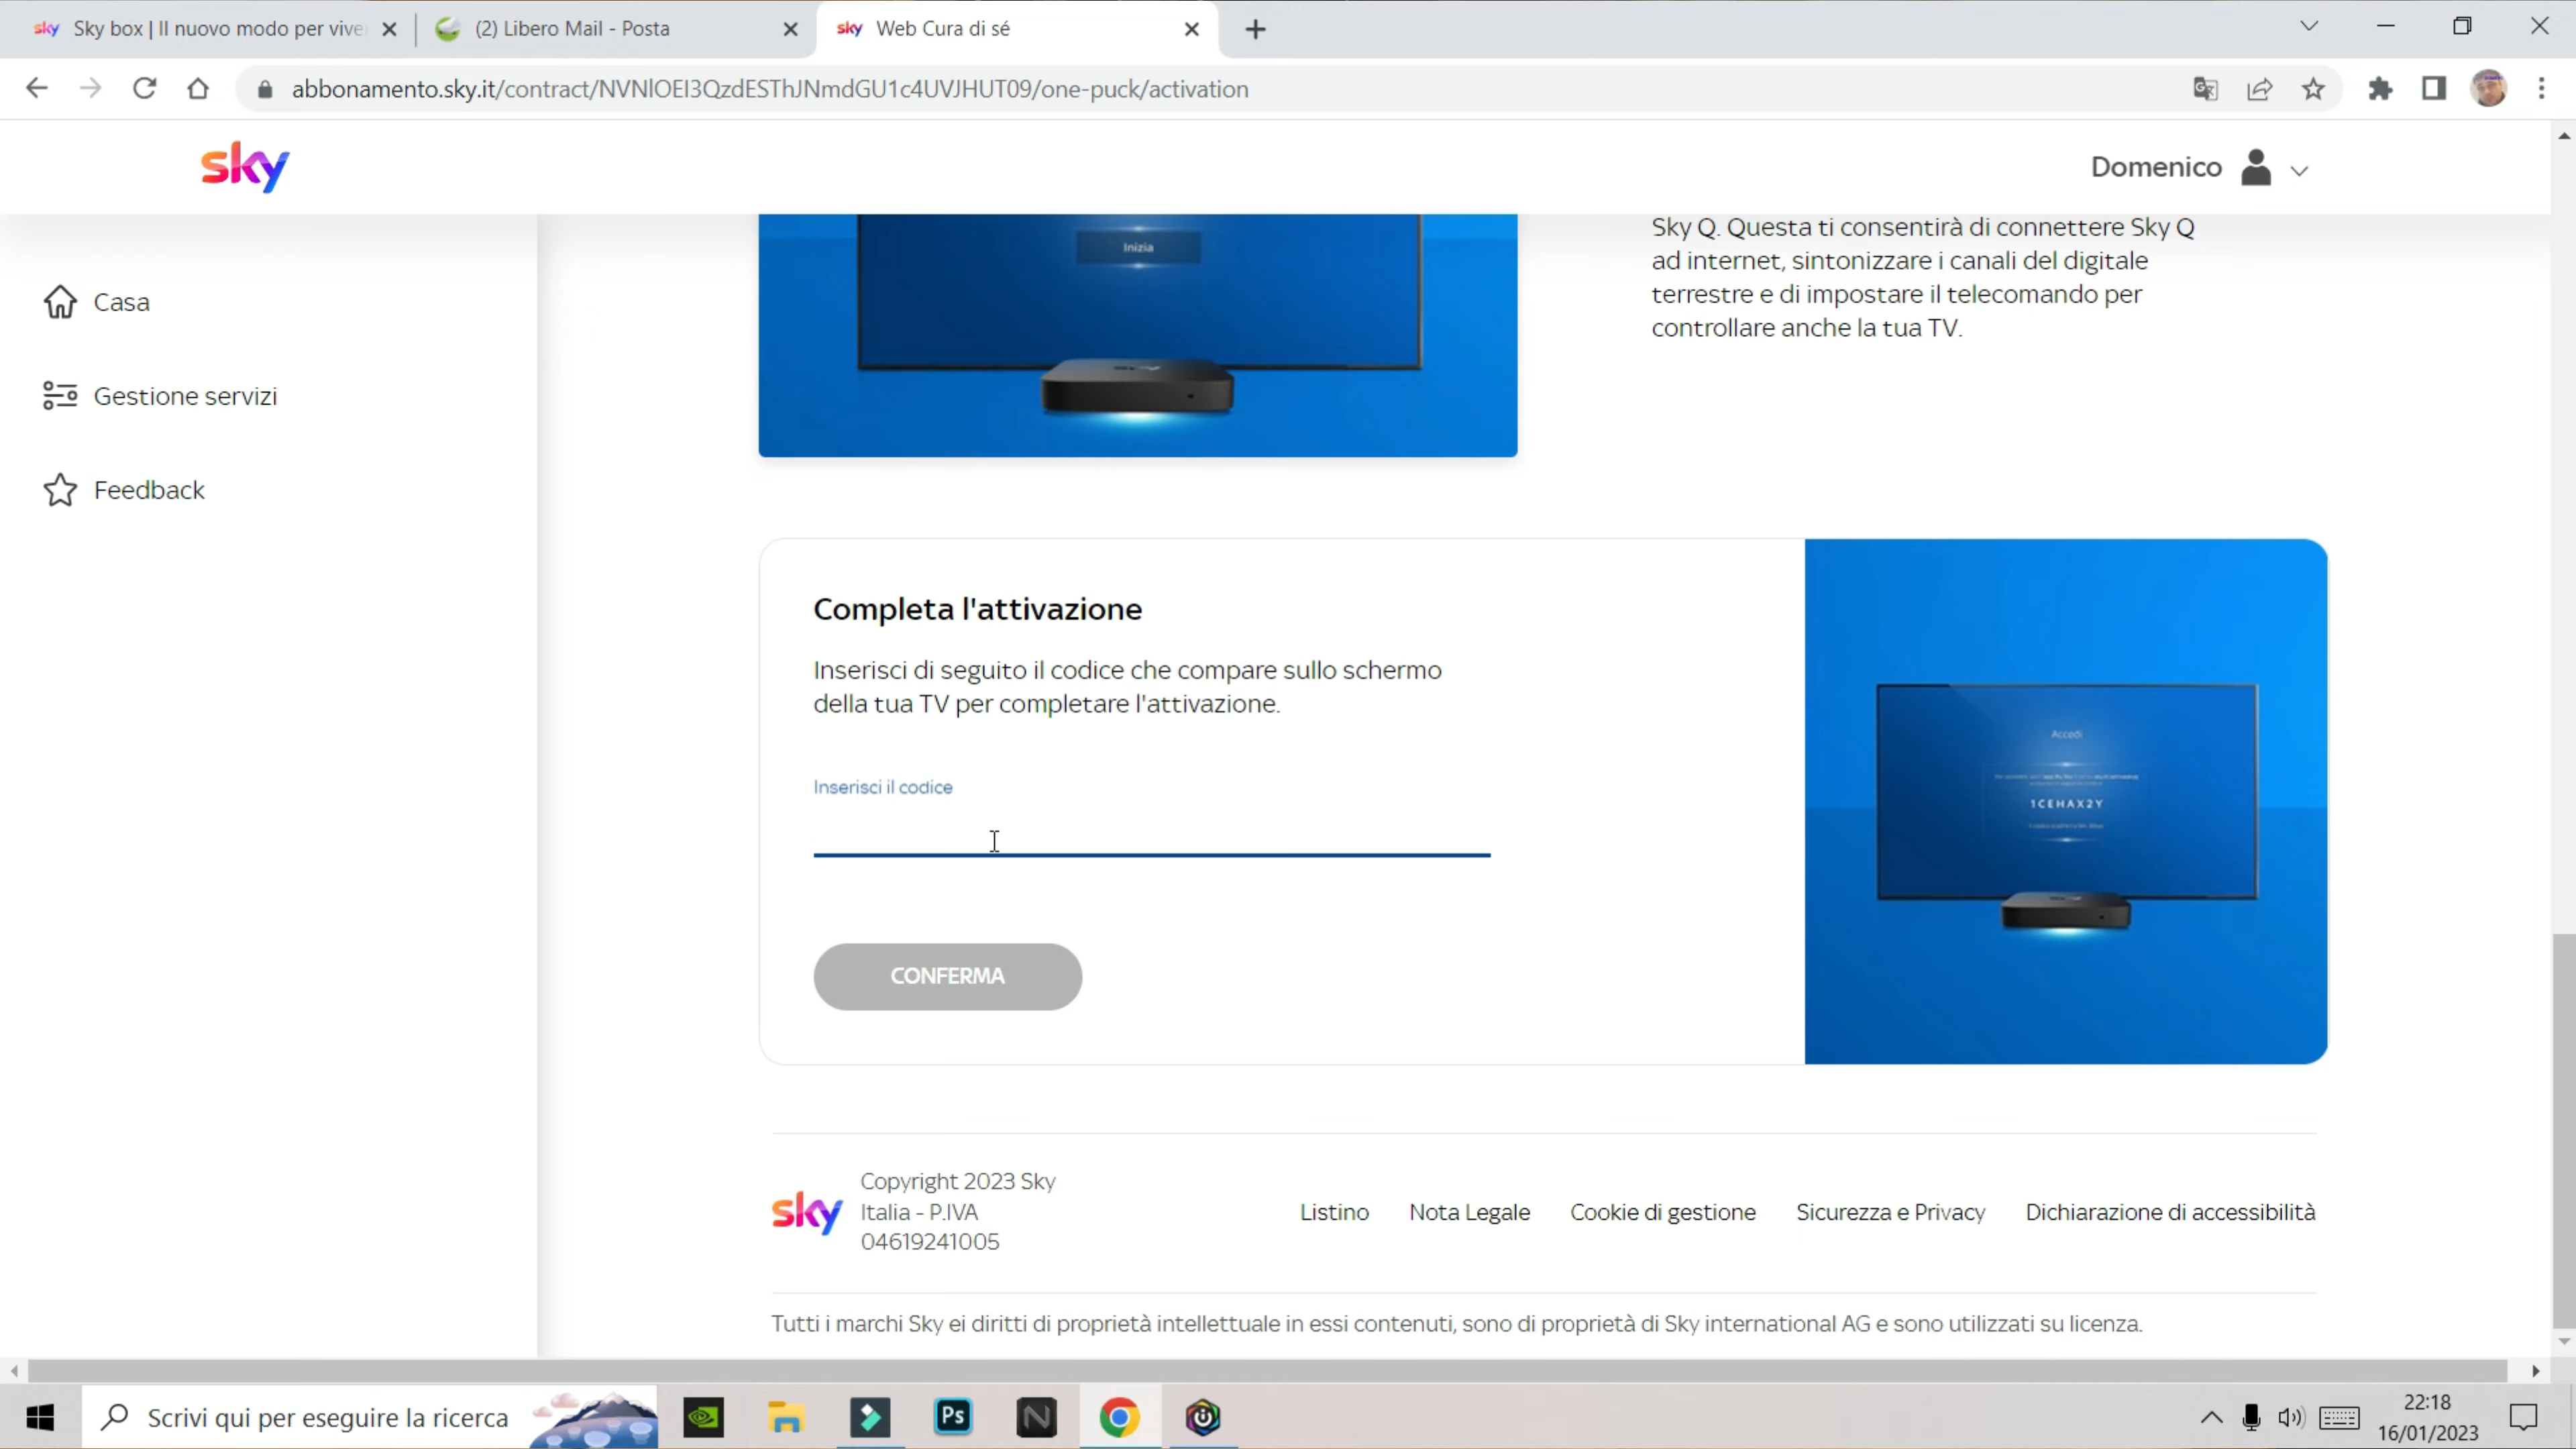 sky Sky box | Il nuovo modo per viver
(2) Libero Mail - Posta
sky Web Cura di sé
abbonamento.sky.it/contract/NVNlOEI3QzdESThJNmdGU1c4UVJHUT09/one-puck/activation
sky
Domenico
Casa
Gestione servizi
Feedback
Inizia
sky
Sky Q. Questa ti consentirà di connettere Sky Q
ad internet, sintonizzare i canali del digitale
terrestre e di impostare il telecomando per
controllare anche la tua TV.
Completa l'attivazione
Inserisci di seguito il codice che compare sullo schermo
della tua TV per completare l'attivazione.
Inserisci il codice
CONFERMA
Accedi
1CEHAX2Y
sky
Copyright 2023 Sky
Italia - P.IVA
04619241005
Listino Nota Legale Cookie di gestione Sicurezza e Privacy Dichiarazione di accessibilità
Tutti i marchi Sky ei diritti di proprietà intellettuale in essi contenuti, sono di proprietà di Sky international AG e sono utilizzati su licenza.
Scrivi qui per eseguire la ricerca
Ps
N
22:18
16/01/2023